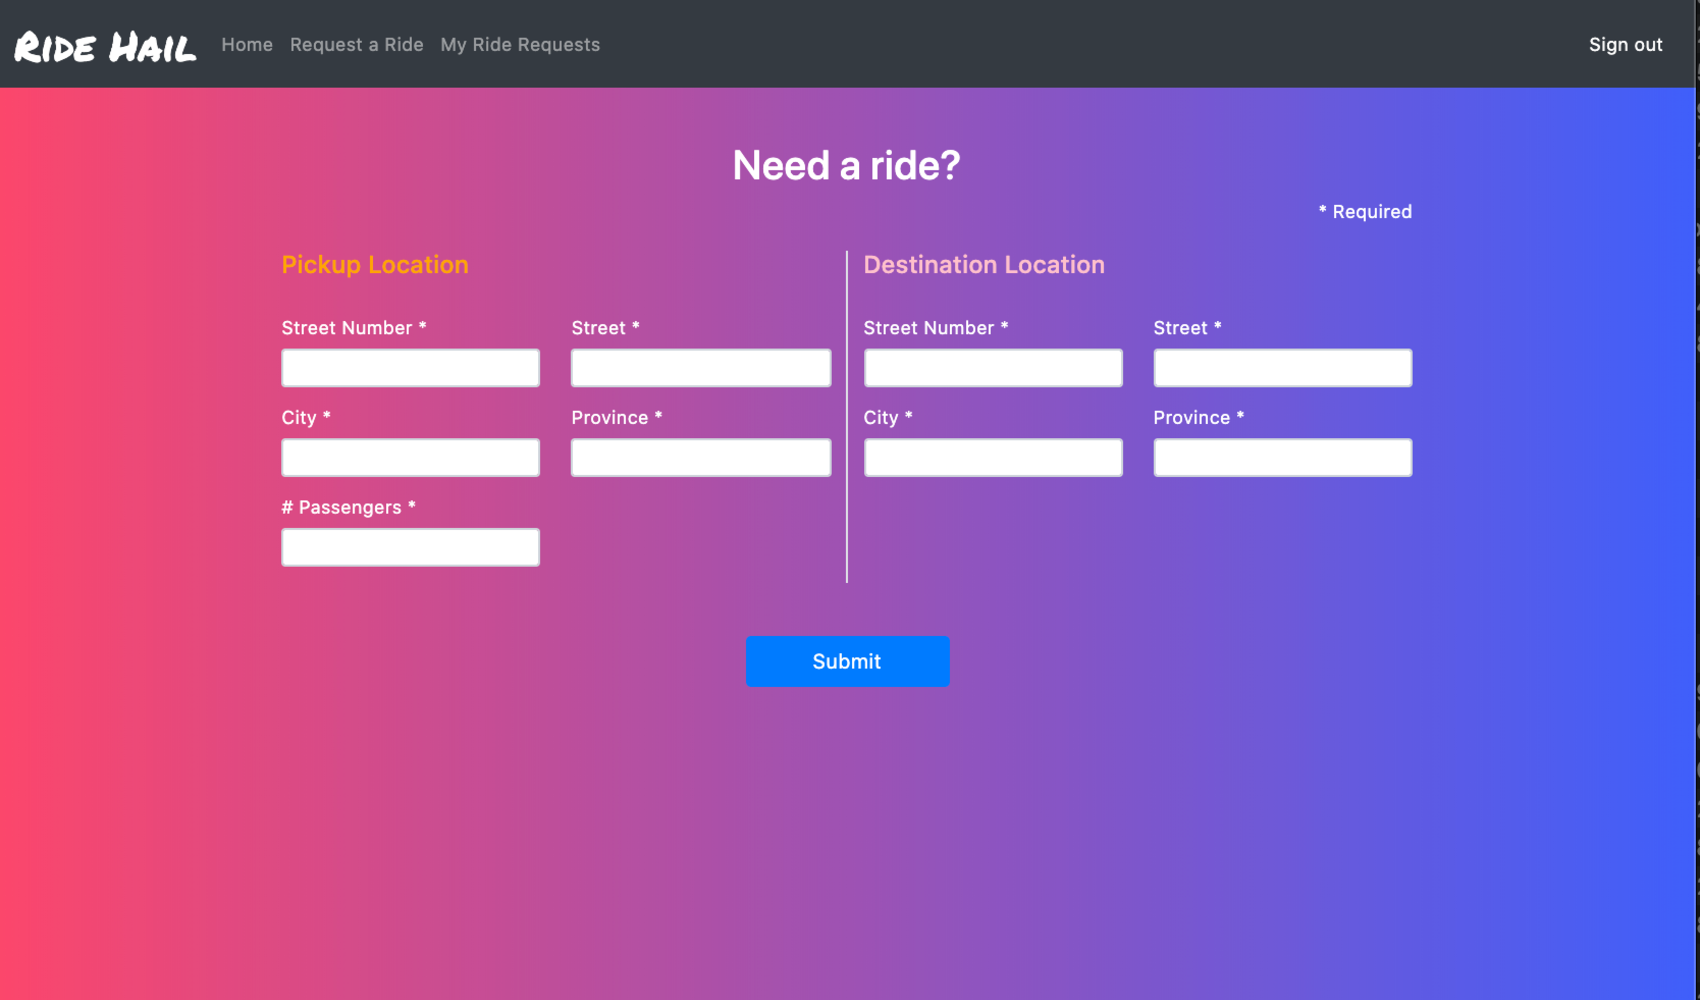 Ride Hail Home Request a Ride My Ride Requests Sign out
Need a ride?
* Required
Pickup Location
Street Number * Street *
City * Province *
# Passengers *
Destination Location
Street Number * Street *
City * Province *
Submit